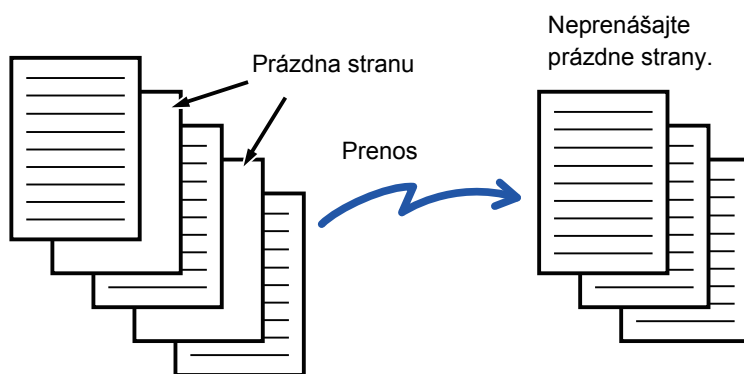 Prázdna stranu
Prenos
Neprenášajte
prázdne strany.